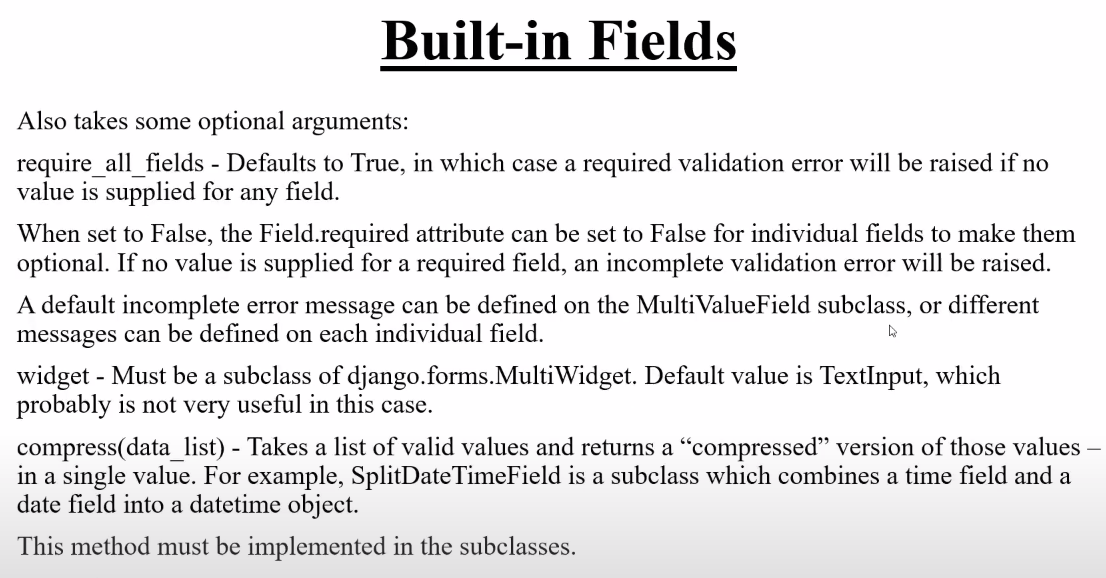 Built-in Fields
Also takes some optional arguments:
require_all_fields - Defaults to True, in which case a required validation error will be raised if no
value is supplied for any field.
When set to False, the Field.required attribute can be set to False for individual fields to make them
optional. If no value is supplied for a required field, an incomplete validation error will be raised.
A default incomplete error message can be defined on the MultiValueField subclass, or different
messages can be defined on each individual field.
widget - Must be a subclass of django.forms.MultiWidget. Default value is TextInput, which
probably is not very useful in this case.
compress(data_list) - Takes a list of valid values and returns a “compressed” version of those values –
in a single value. For example, SplitDateTimeField is a subclass which combines a time field and a
date field into a datetime object.
This method must be implemented in the subclasses.